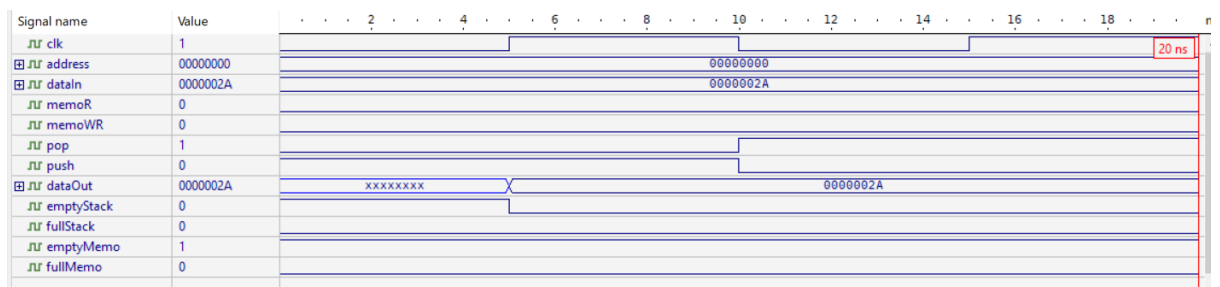 Signal name Value 2 4 6 8 10 12 14 16 18
clk 1 20 ns
address 00000000 00000000
dataIn 0000002A 0000002A
memoR 0
memoWR 0
pop 1
push 0
dataOut 0000002A xxxxxxxx 0000002A
emptyStack 0
fullStack 0
emptyMemo 1
fullMemo 0